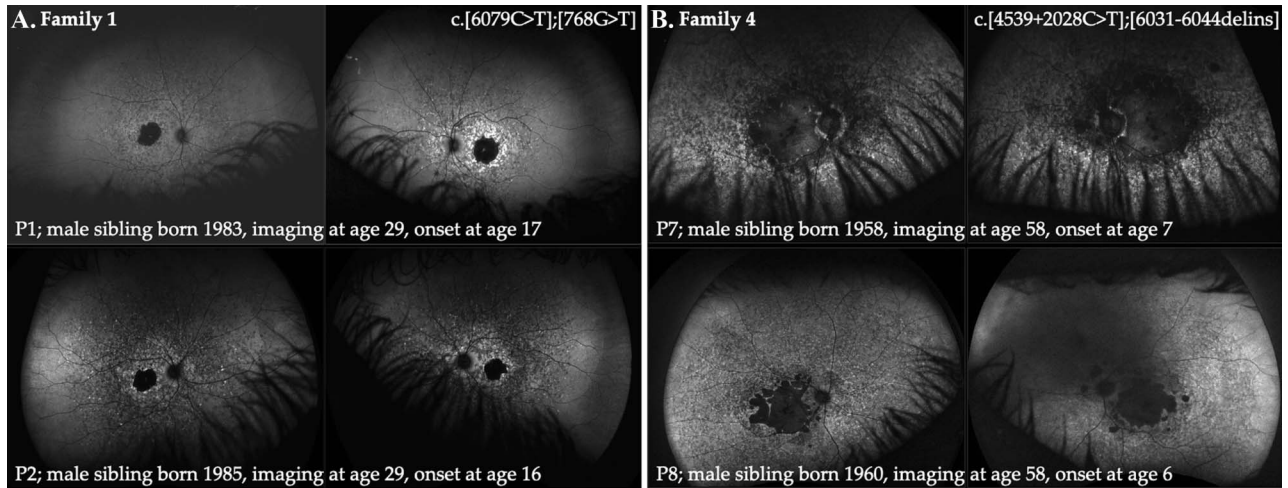 A. Family 1 c.[6079C>T];[768G>T]
P1; male sibling born 1983, imaging at age 29, onset at age 17
P2; male sibling born 1985, imaging at age 29, onset at age 16
B. Family 4 c.[4539+2028C>T];[6031-6044delins]
P7; male sibling born 1958, imaging at age 58, onset at age 7
P8; male sibling born 1960, imaging at age 58, onset at age 6